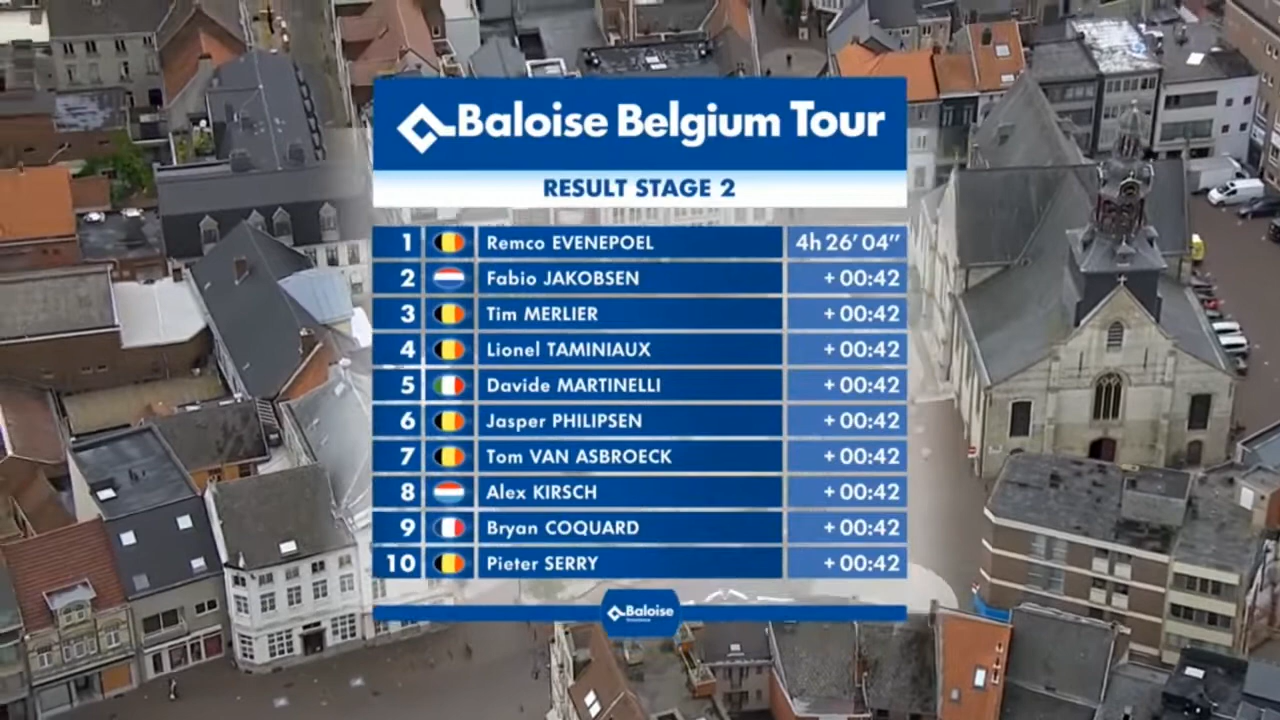 Baloise Belgium Tour
RESULT STAGE 2
1 Remco EVENEPOEL 4h 26' 04"
2 Fabio JAKOBSEN + 00:42
3 Tim MERLIER + 00:42
4 Lionel TAMINIAUX + 00:42
5 Davide MARTINELLI + 00:42
6 Jasper PHILIPSEN + 00:42
7 Tom VAN ASBROECK + 00:42
8 Alex KIRSCH + 00:42
9 Bryan COQUARD + 00:42
10 Pieter SERRY + 00:42
Baloise